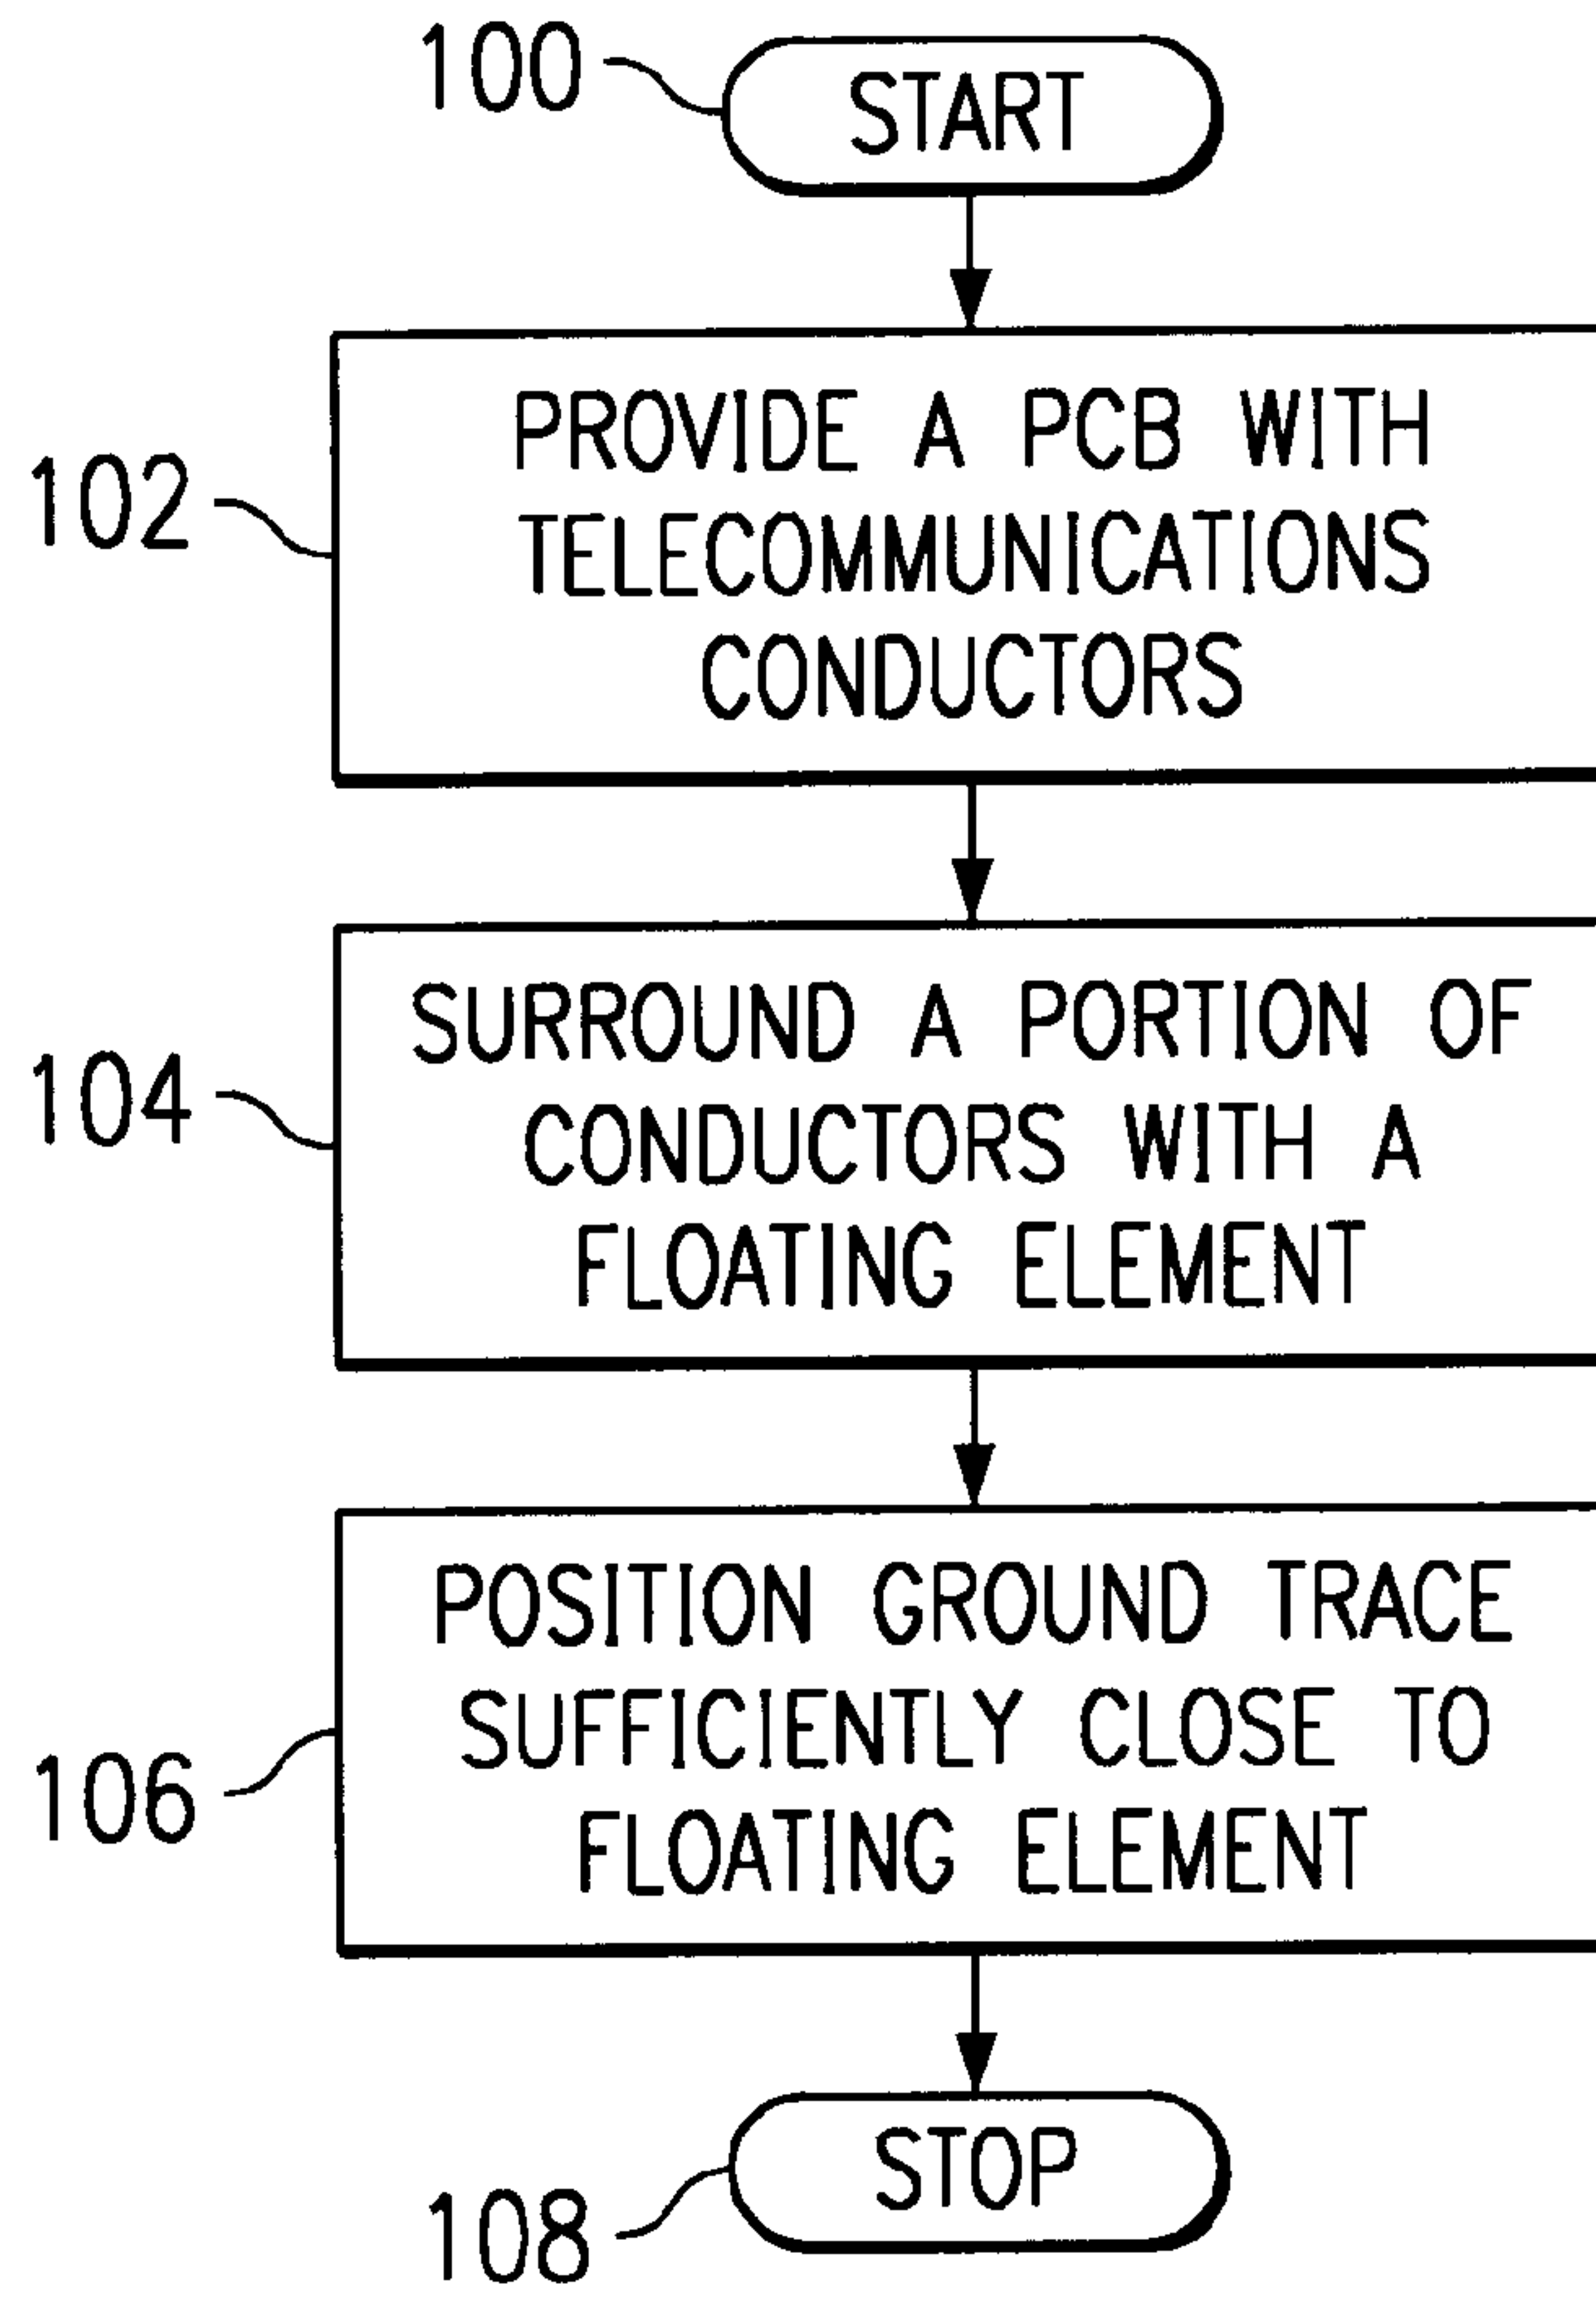 100
START
102
PROVIDE A PCB WITH
TELECOMMUNICATIONS
CONDUCTORS
104
SURROUND A PORTION OF
CONDUCTORS WITH A
FLOATING ELEMENT
106
POSITION GROUND TRACE
SUFFICIENTLY CLOSE TO
FLOATING ELEMENT
108
STOP